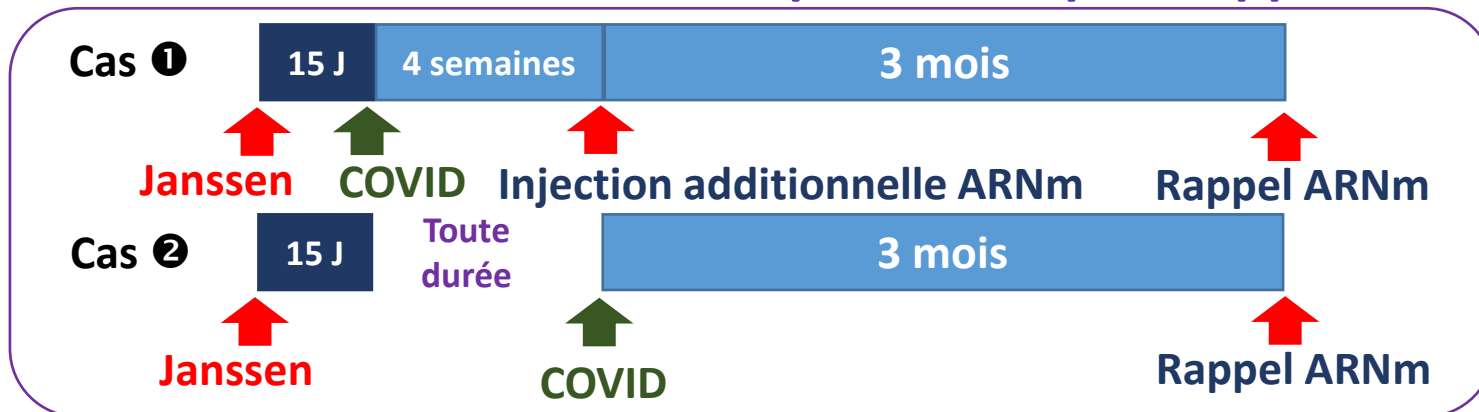 Cas ❶ 15 J 4 semaines 3 mois
Janssen COVID Injection additionnelle ARNm Rappel ARNm
Cas ❷ 15 J Toute durée 3 mois
Janssen COVID Rappel ARNm